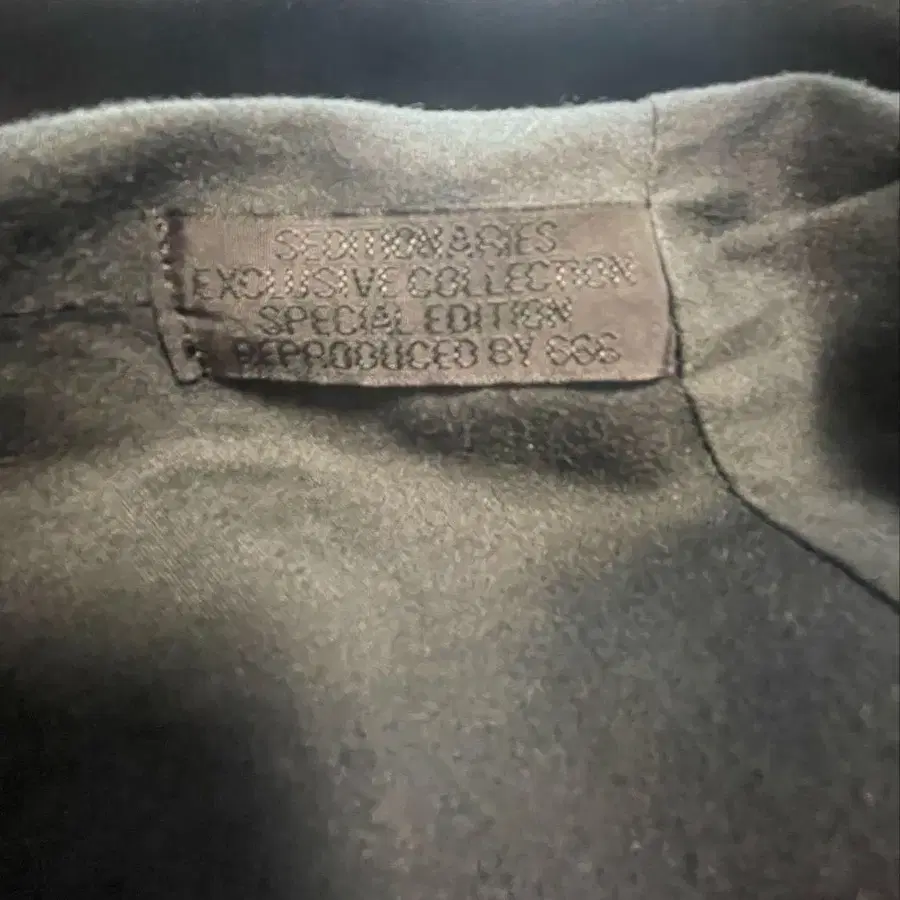 SEDITIONARIES
EXCLUSIVE COLLECTION
SPECIAL EDITION
REPRODUCED BY 666